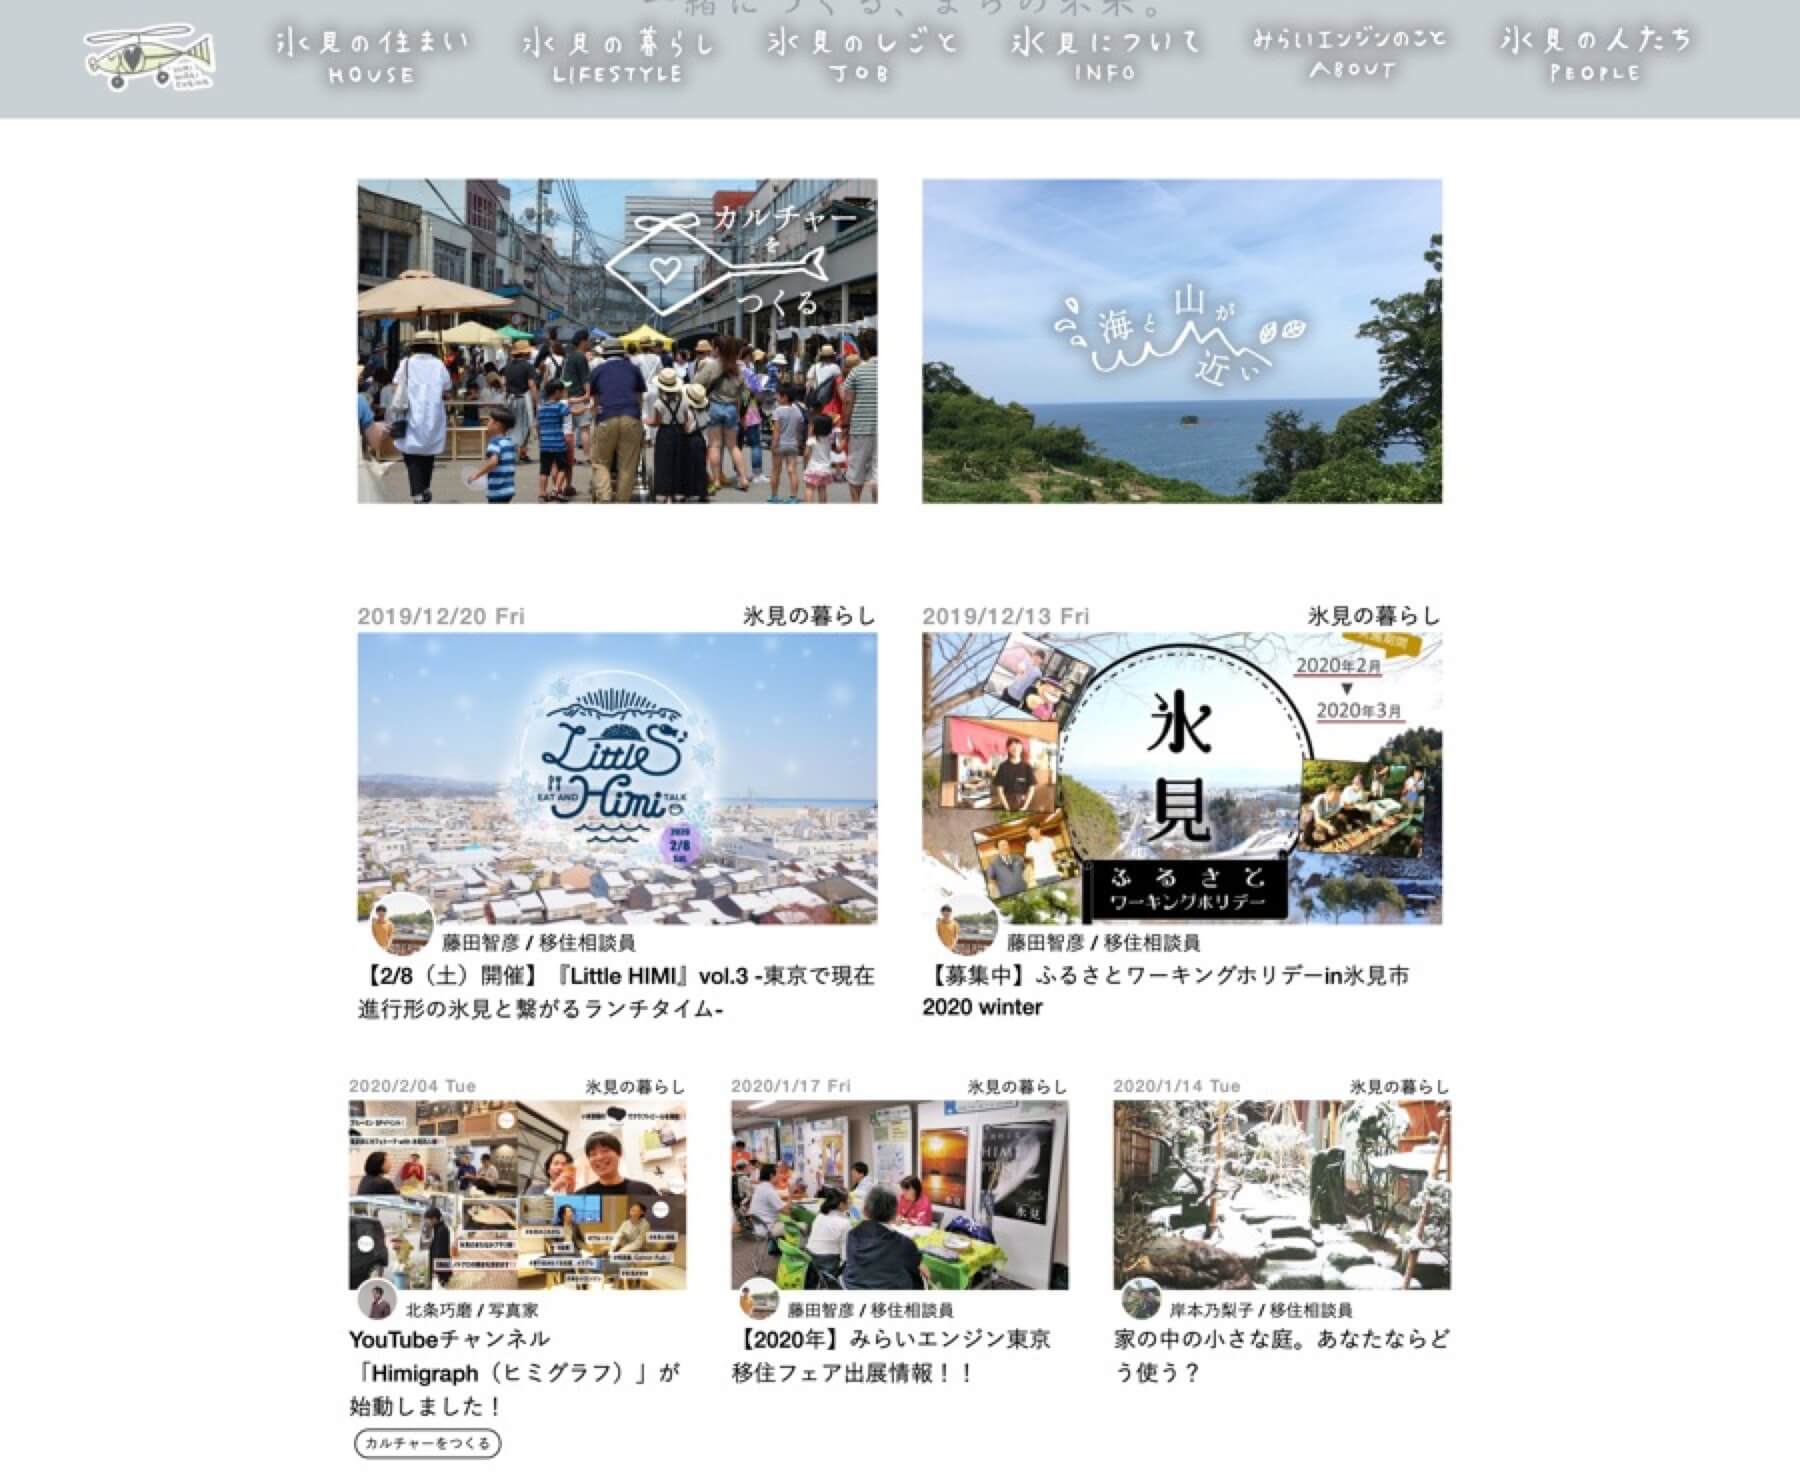 一緒につくる、まちの未来。
氷見の住まい
HOUSE
氷見の暮らし
LIFESTYLE
氷見のしごと
JOB
氷見について
INFO
みらいエンジンのこと
ABOUT
氷見の人たち
PEOPLE
カルチャー
を
つくる
海と山が
近い
2019/12/20 Fri
氷見の暮らし
Little
EAT AND Himi TALK
2020
2/8
Sat.
藤田智彦 / 移住相談員
【2/8（土）開催】『Little HIMI』vol.3 -東京で現在
進行形の氷見と繋がるランチタイム-
2019/12/13 Fri
氷見の暮らし
2020年2月
▼
2020年3月
氷見
ふるさと
ワーキングホリデー
藤田智彦 / 移住相談員
【募集中】ふるさとワーキングホリデーin氷見市
2020 winter
2020/2/04 Tue
氷見の暮らし
北条巧磨 / 写真家
YouTubeチャンネル
「Himigraph（ヒミグラフ）」が
始動しました！
カルチャーをつくる
2020/1/17 Fri
氷見の暮らし
氷見
藤田智彦 / 移住相談員
【2020年】みらいエンジン東京
移住フェア出展情報！！
2020/1/14 Tue
氷見の暮らし
岸本乃梨子 / 移住相談員
家の中の小さな庭。あなたならど
う使う？